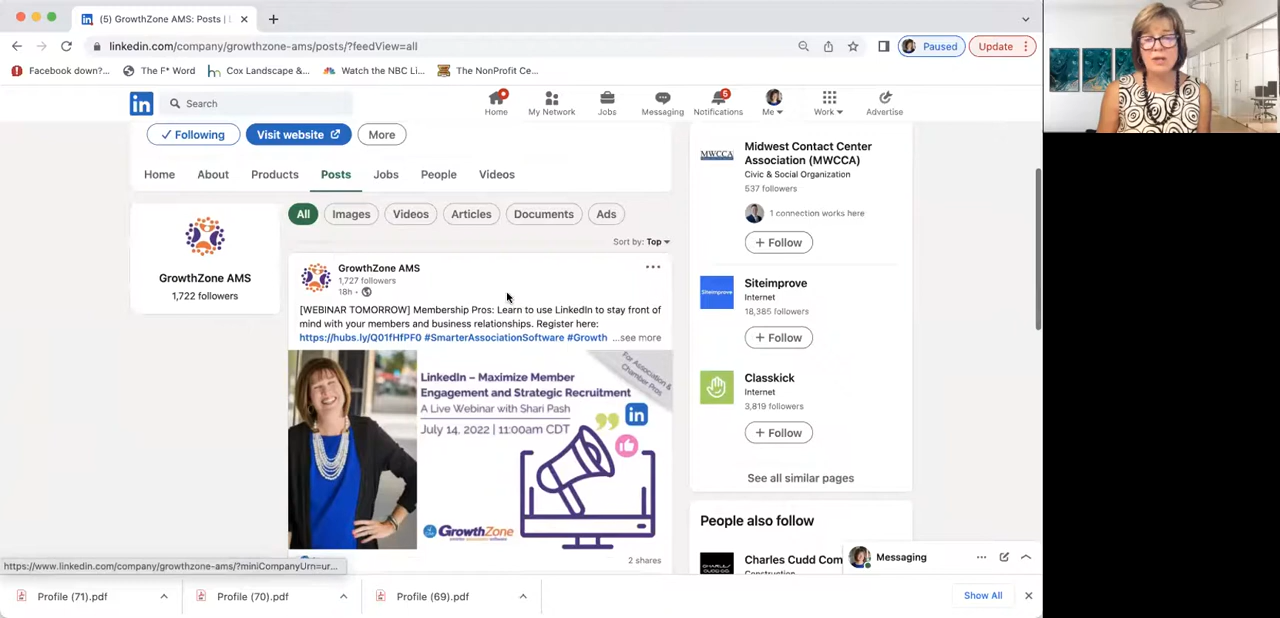 (5) GrowthZone AMS: Posts | L
linkedin.com/company/growthzone-ams/posts/?feedView=all
Paused
Update
Facebook down?...
The F* Word
Cox Landscape &...
Watch the NBC Li...
The NonProfit Ce...
in
Search
Home
My Network
Jobs
Messaging
6
Notifications
Me
Work
Advertise
Following
Visit website
More
Home
About
Products
Posts
Jobs
People
Videos
All
Images
Videos
Articles
Documents
Ads
Sort by: Top
GrowthZone AMS
1,722 followers
GrowthZone AMS
1,727 followers
18h •
[WEBINAR TOMORROW] Membership Pros: Learn to use LinkedIn to stay front of
mind with your members and business relationships. Register here:
https://hubs.ly/Q01fHfPF0 #SmarterAssociationSoftware #Growth ...see more
For Association &
Chamber Pros
LinkedIn – Maximize Member
Engagement and Strategic Recruitment
A Live Webinar with Shari Pash
July 14, 2022 | 11:00am CDT
in
GrowthZone
2 shares
MWCCA
Midwest Contact Center
Association (MWCCA)
Civic & Social Organization
537 followers
1 connection works here
+ Follow
Siteimprove
Siteimprove
Internet
18,385 followers
+ Follow
Classkick
Internet
3,819 followers
+ Follow
See all similar pages
People also follow
Charles Cudd Com
Construction
Messaging
https://www.linkedin.com/company/growthzone-ams/?miniCompanyUrn=ur...
Profile (71).pdf
Profile (70).pdf
Profile (69).pdf
Show All